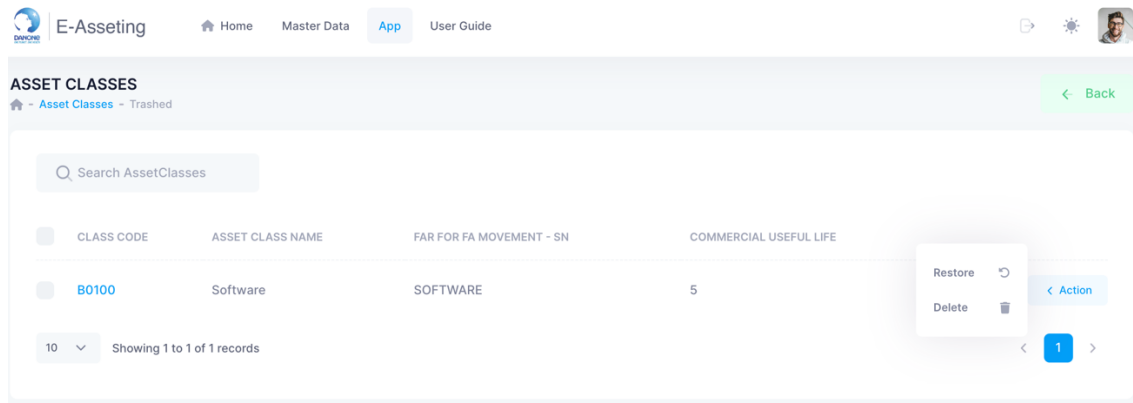 DANONE
E-Asseting
Home Master Data App User Guide
ASSET CLASSES
- Asset Classes - Trashed
Back
Search AssetClasses
CLASS CODE ASSET CLASS NAME FAR FOR FA MOVEMENT - SN COMMERCIAL USEFUL LIFE
B0100 Software SOFTWARE 5
Restore
Delete
Action
10 Showing 1 to 1 of 1 records
1